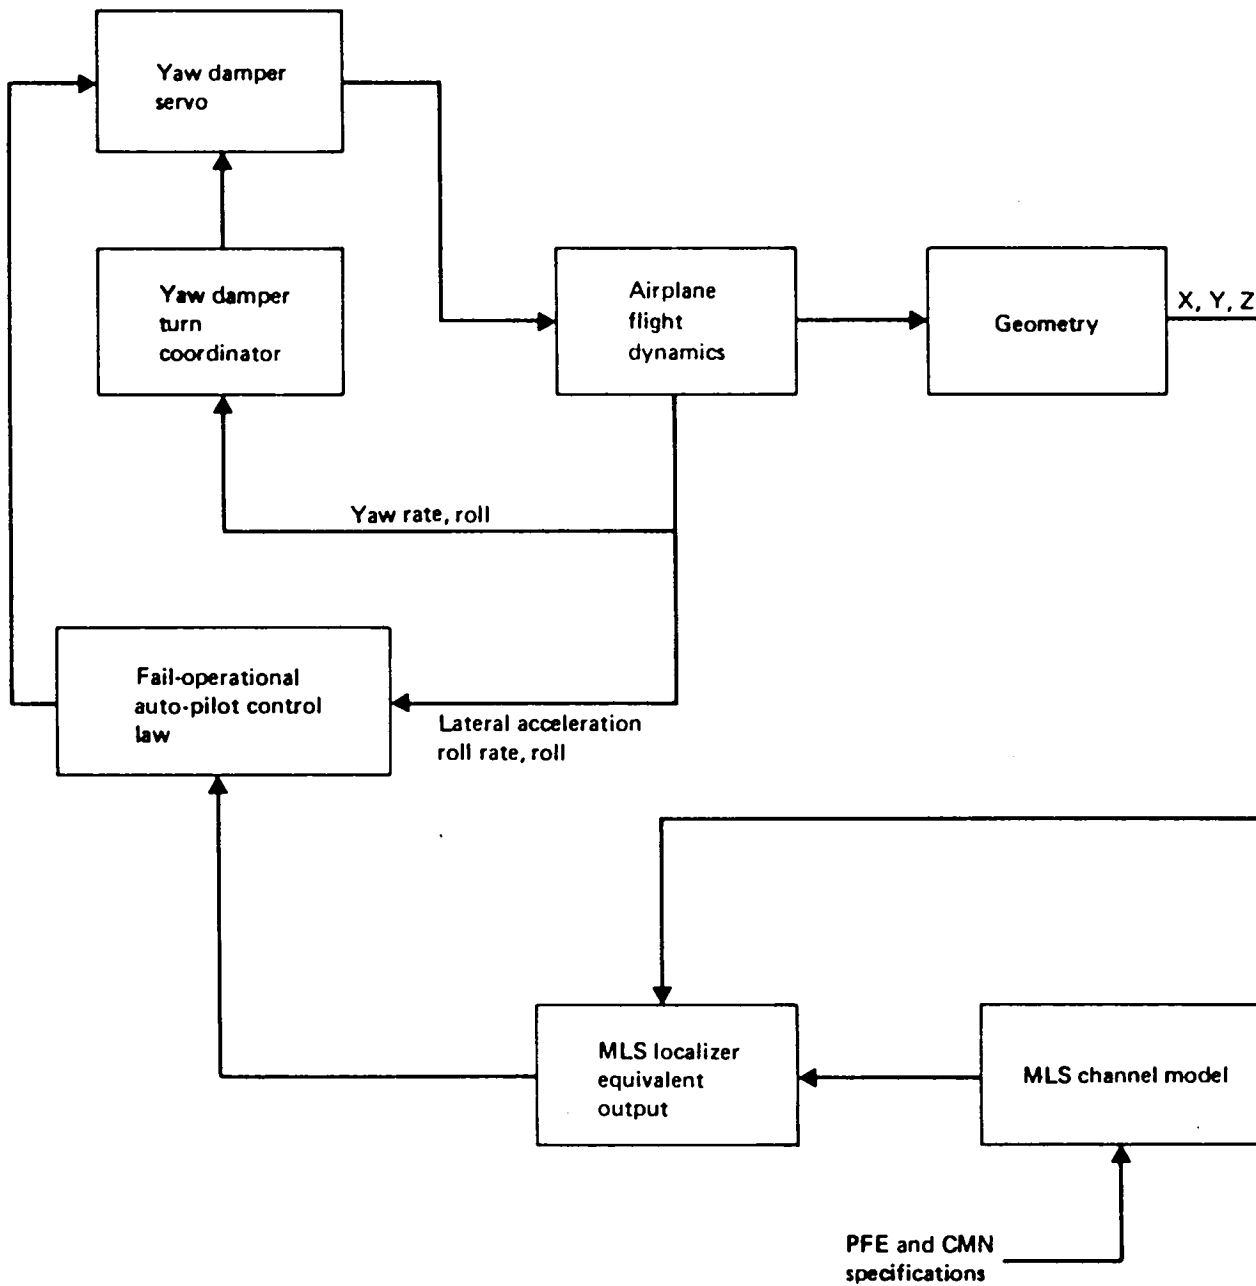 Yaw damper
servo
Yaw damper
turn
coordinator
Airplane
flight
dynamics
Geometry
X, Y, Z
Yaw rate, roll
Fail-operational
auto-pilot control
law
Lateral acceleration
roll rate, roll
MLS localizer
equivalent
output
MLS channel model
PFE and CMN
specifications